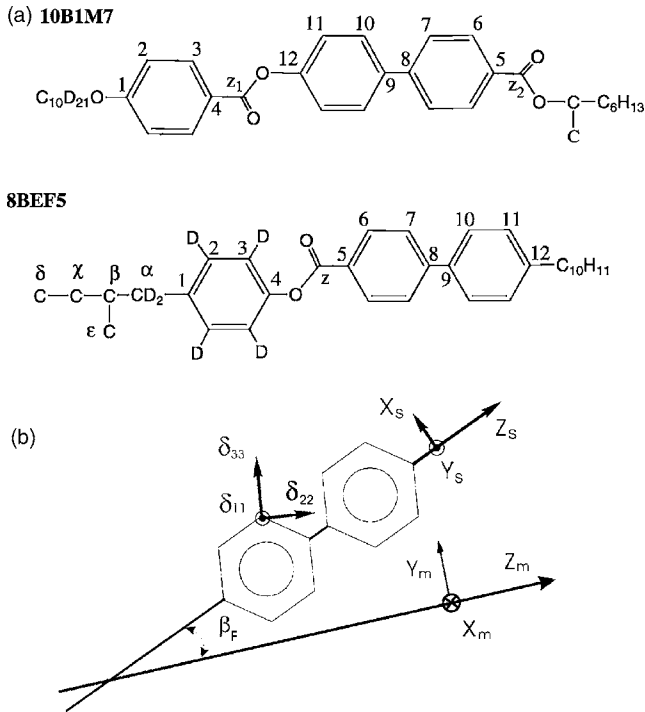 (a) 10B1M7
11 10 7 6
2 3 12 8 5 O
1 z₁ O 9 z₂
C₁₀D₂₁O 4 O O C₆H₁₃
C
8BEF5
D D O 6 7 10 11
2 3
δ χ β α 1 4 5 8 12
C CD₂ O z 9 C₁₀H₁₁
ε C
D D
(b)
Xₛ Zₛ
δ₃₃ Yₛ
δ₁₁ δ₂₂
Yₘ Zₘ
β_F Xₘ